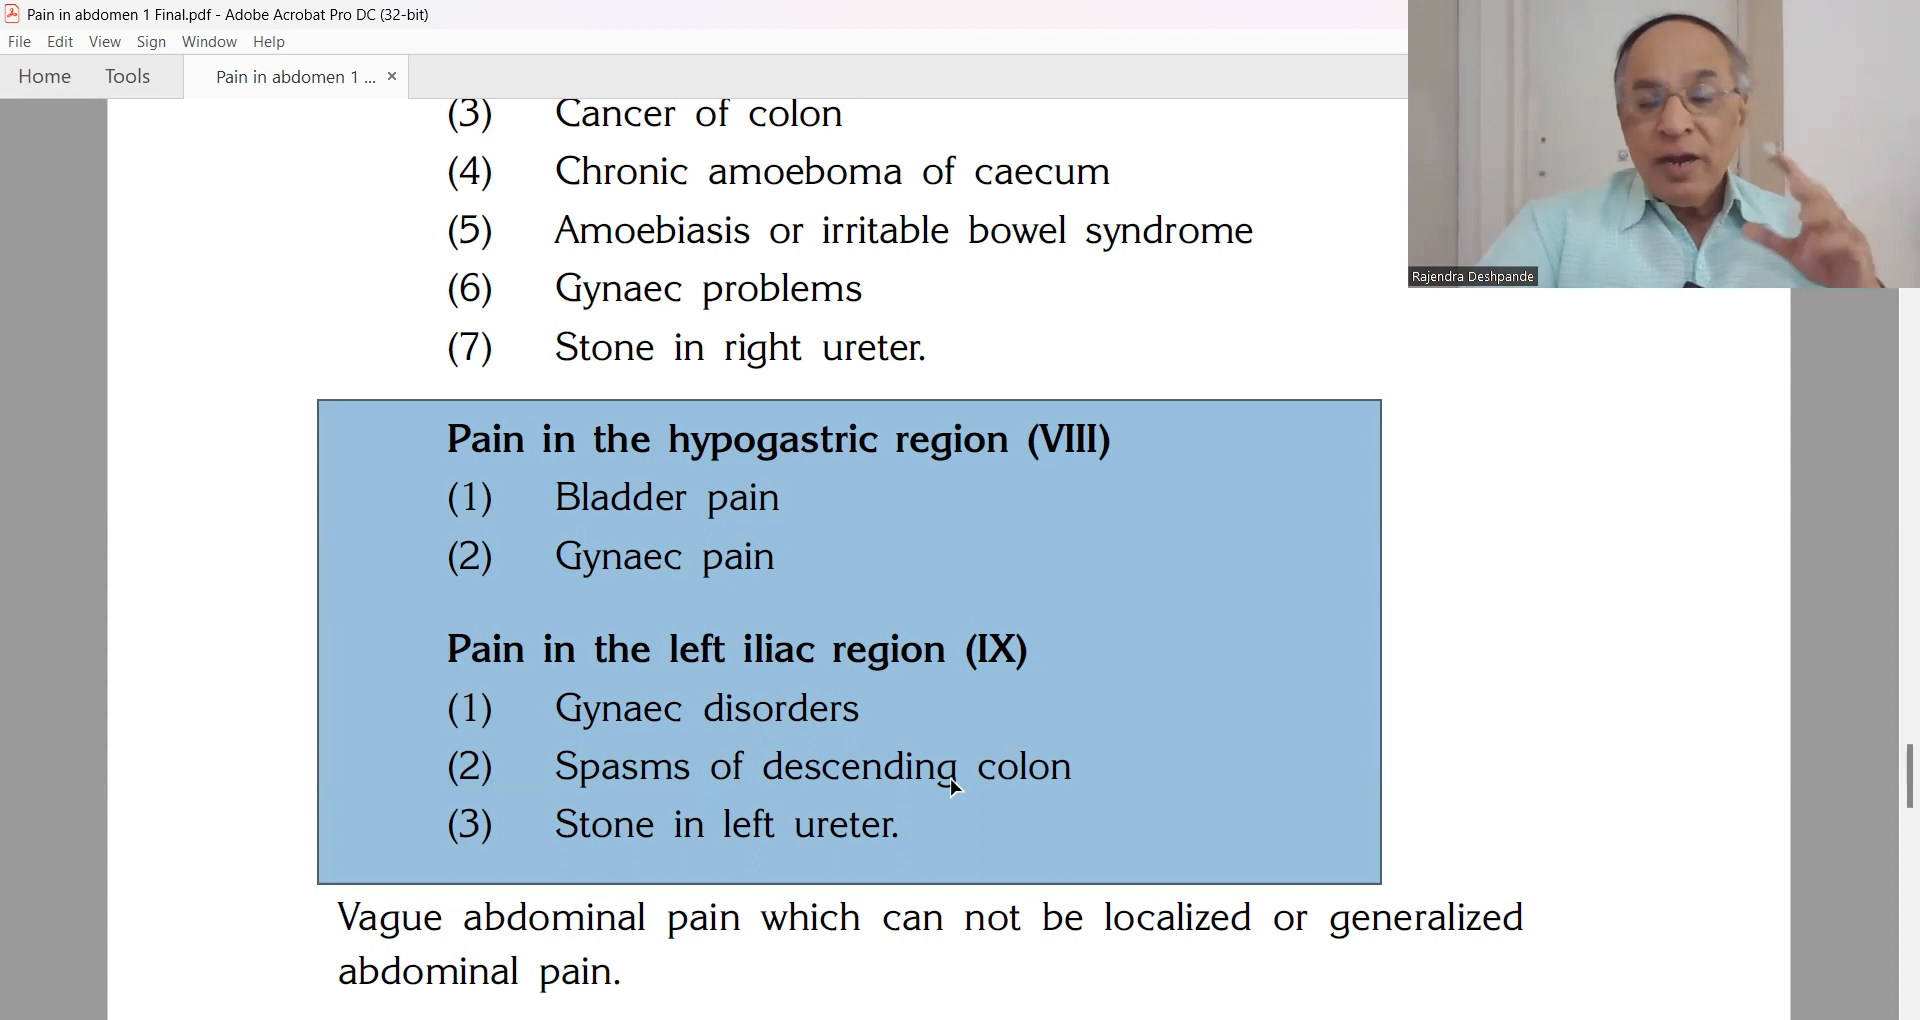 Pain in abdomen 1 Final.pdf - Adobe Acrobat Pro DC (32-bit)
File Edit View Sign Window Help
Home Tools Pain in abdomen 1 ... ×
(3) Cancer of colon
(4) Chronic amoeboma of caecum
(5) Amoebiasis or irritable bowel syndrome
(6) Gynaec problems
(7) Stone in right ureter.
Rajendra Deshpande
Pain in the hypogastric region (VIII)
(1) Bladder pain
(2) Gynaec pain
Pain in the left iliac region (IX)
(1) Gynaec disorders
(2) Spasms of descending colon
(3) Stone in left ureter.
Vague abdominal pain which can not be localized or generalized
abdominal pain.